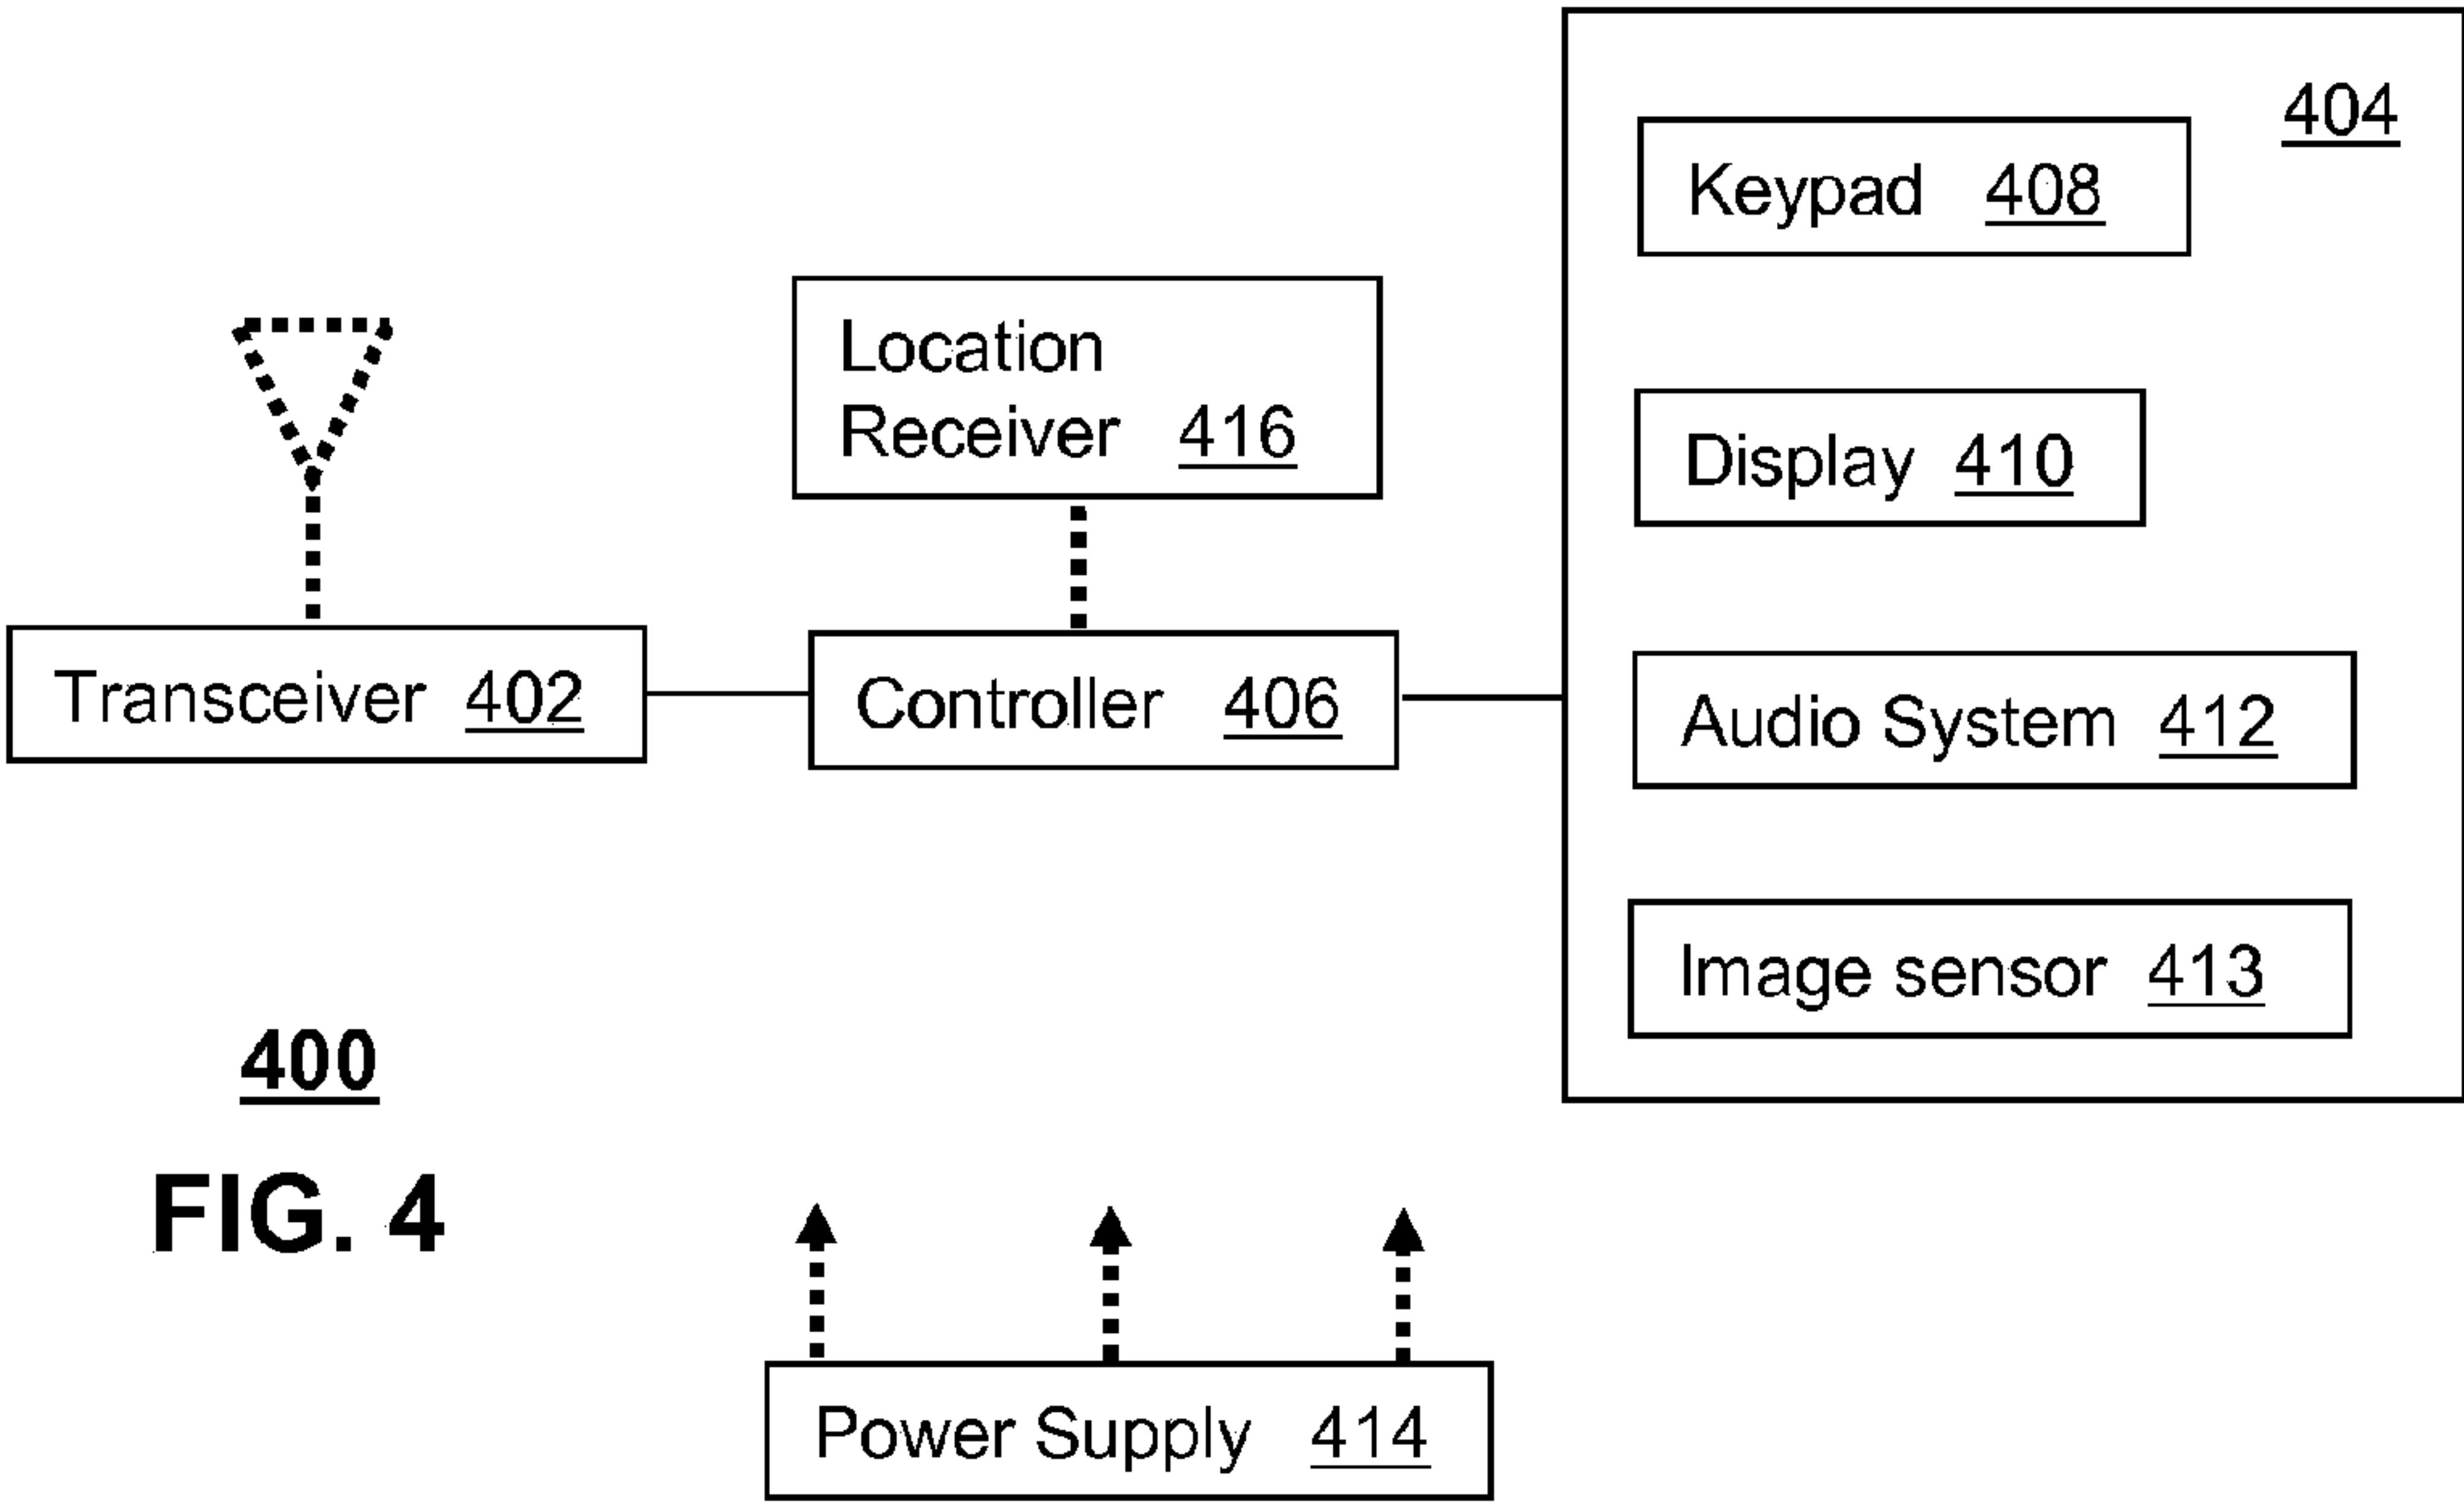 404
Keypad 408
Location
Receiver 416
Display 410
Transceiver 402
Controller 406
Audio System 412
Image sensor 413
400
FIG. 4
Power Supply 414